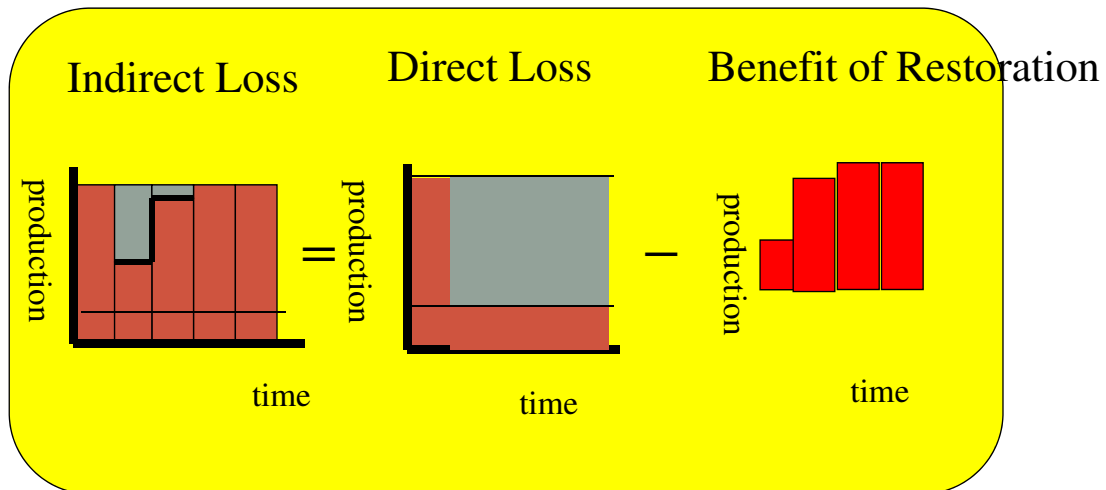 Indirect Loss
Direct Loss
Benefit of Restoration
production
=
production
−
production
time
time
time